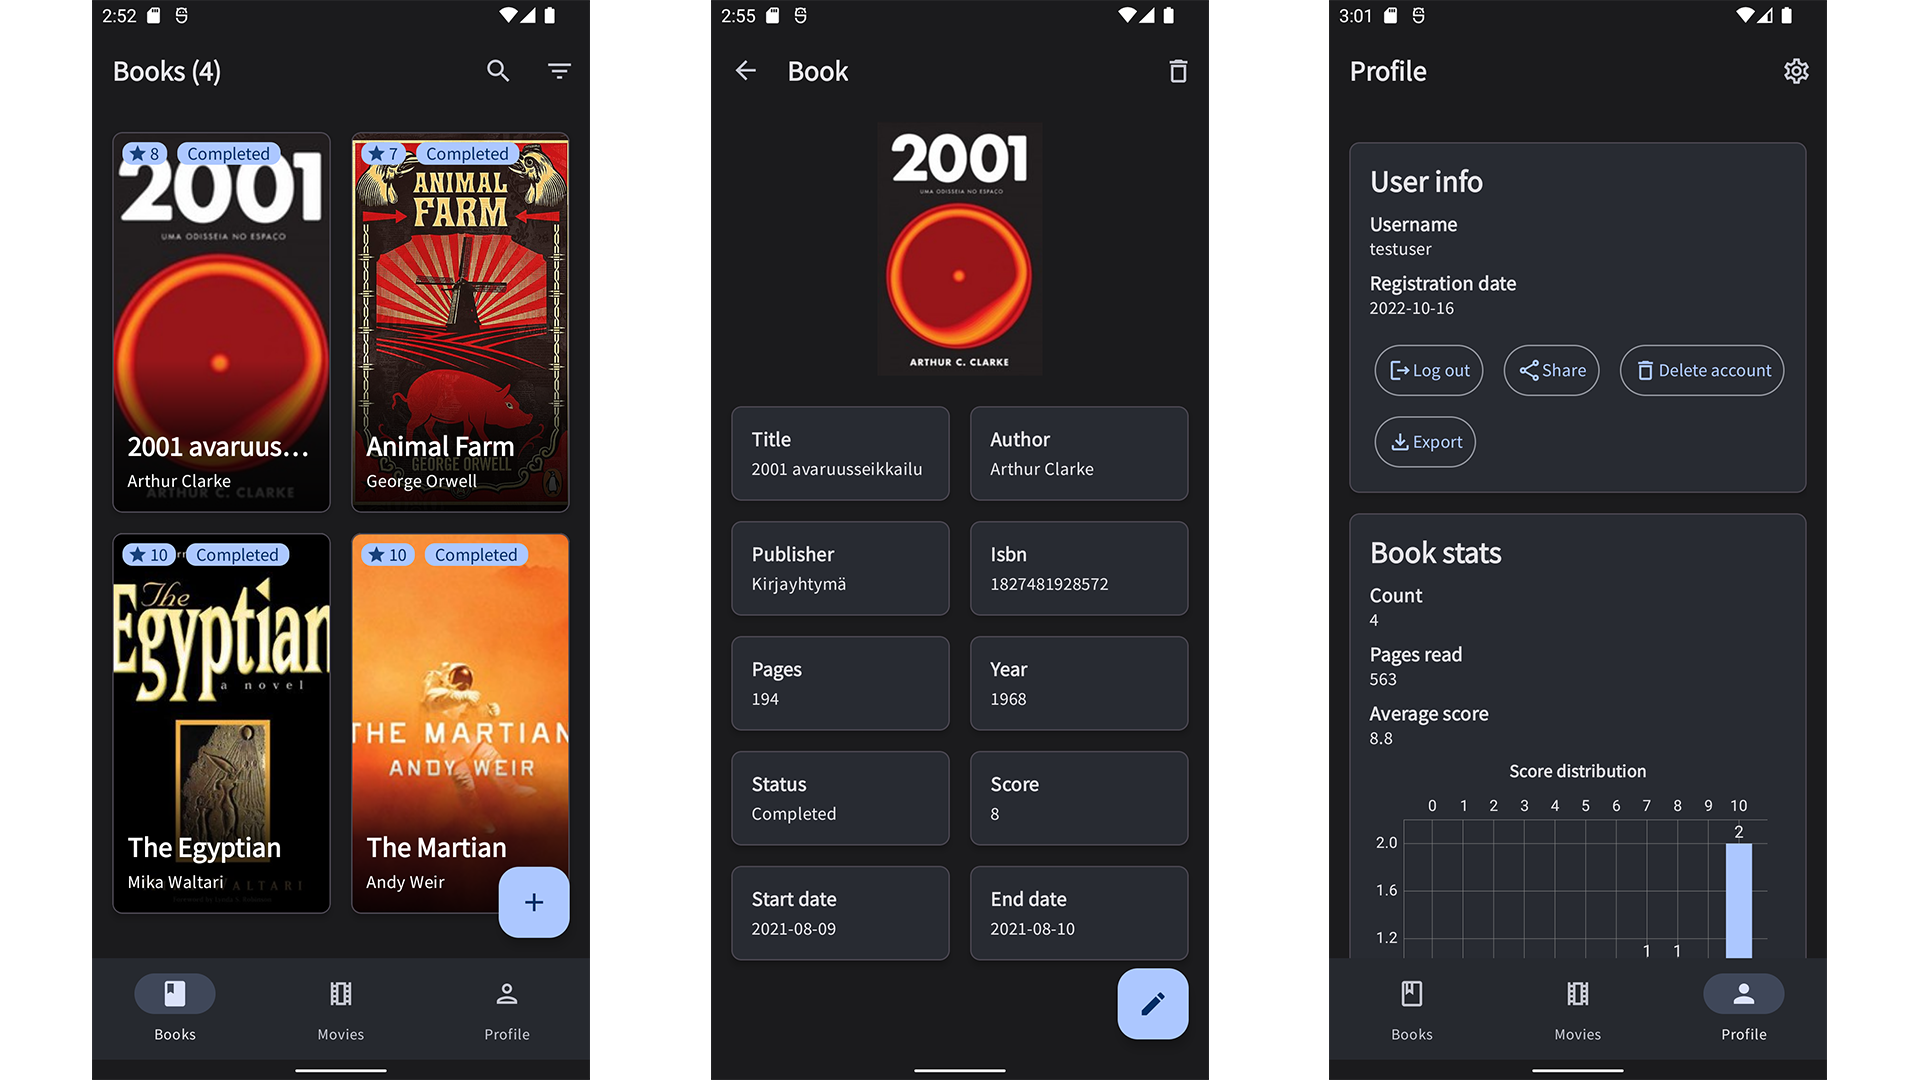 2:52
Books (4)
8 Completed
2001
UMA ODISSEIA NO ESPAÇO
2001 avaruus...
Arthur Clarke
ARTHUR C. CLARKE
7 Completed
ANIMAL
FARM
Animal Farm
GEORGE ORWELL
George Orwell
10 Completed
The
Egyptian
a novel
The Egyptian
Mika Waltari
10 Completed
THE MARTIAN
ANDY WEIR
The Martian
Andy Weir
+
Books Movies Profile
2:55
Book
2001
UMA ODISSEIA NO ESPAÇO
ARTHUR C. CLARKE
Title
2001 avaruusseikkailu
Author
Arthur Clarke
Publisher
Kirjayhtymä
Isbn
1827481928572
Pages
194
Year
1968
Status
Completed
Score
8
Start date
2021-08-09
End date
2021-08-10
3:01
Profile
User info
Username
testuser
Registration date
2022-10-16
Log out Share Delete account
Export
Book stats
Count
4
Pages read
563
Average score
8.8
Score distribution
0 1 2 3 4 5 6 7 8 9 10
2
2.0
1.6
1.2
1 1
Books Movies Profile